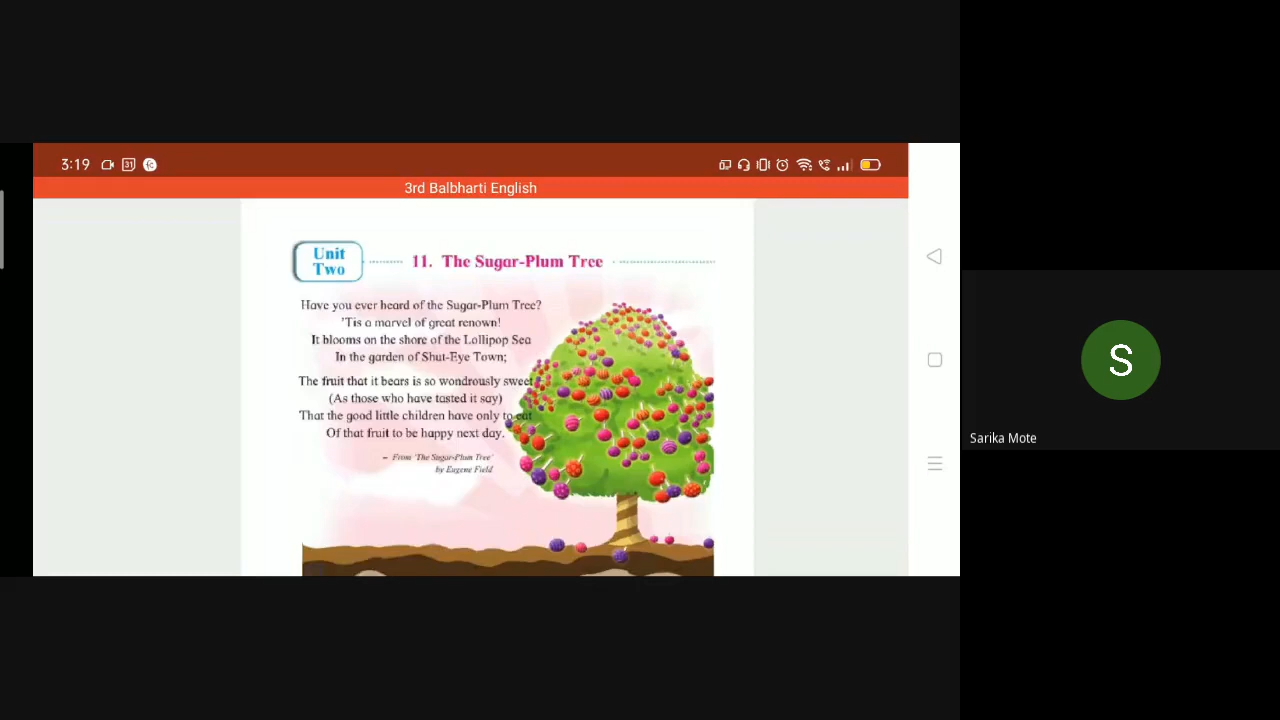 3:19
31
3rd Balbharti English
Unit
Two
11. The Sugar-Plum Tree
Have you ever heard of the Sugar-Plum Tree?
'Tis a marvel of great renown!
It blooms on the shore of the Lollipop Sea
In the garden of Shut-Eye Town;
The fruit that it bears is so wondrously sweet
(As those who have tasted it say)
That the good little children have only to eat
Of that fruit to be happy next day.
– From 'The Sugar-Plum Tree'
by Eugene Field
S
Sarika Mote